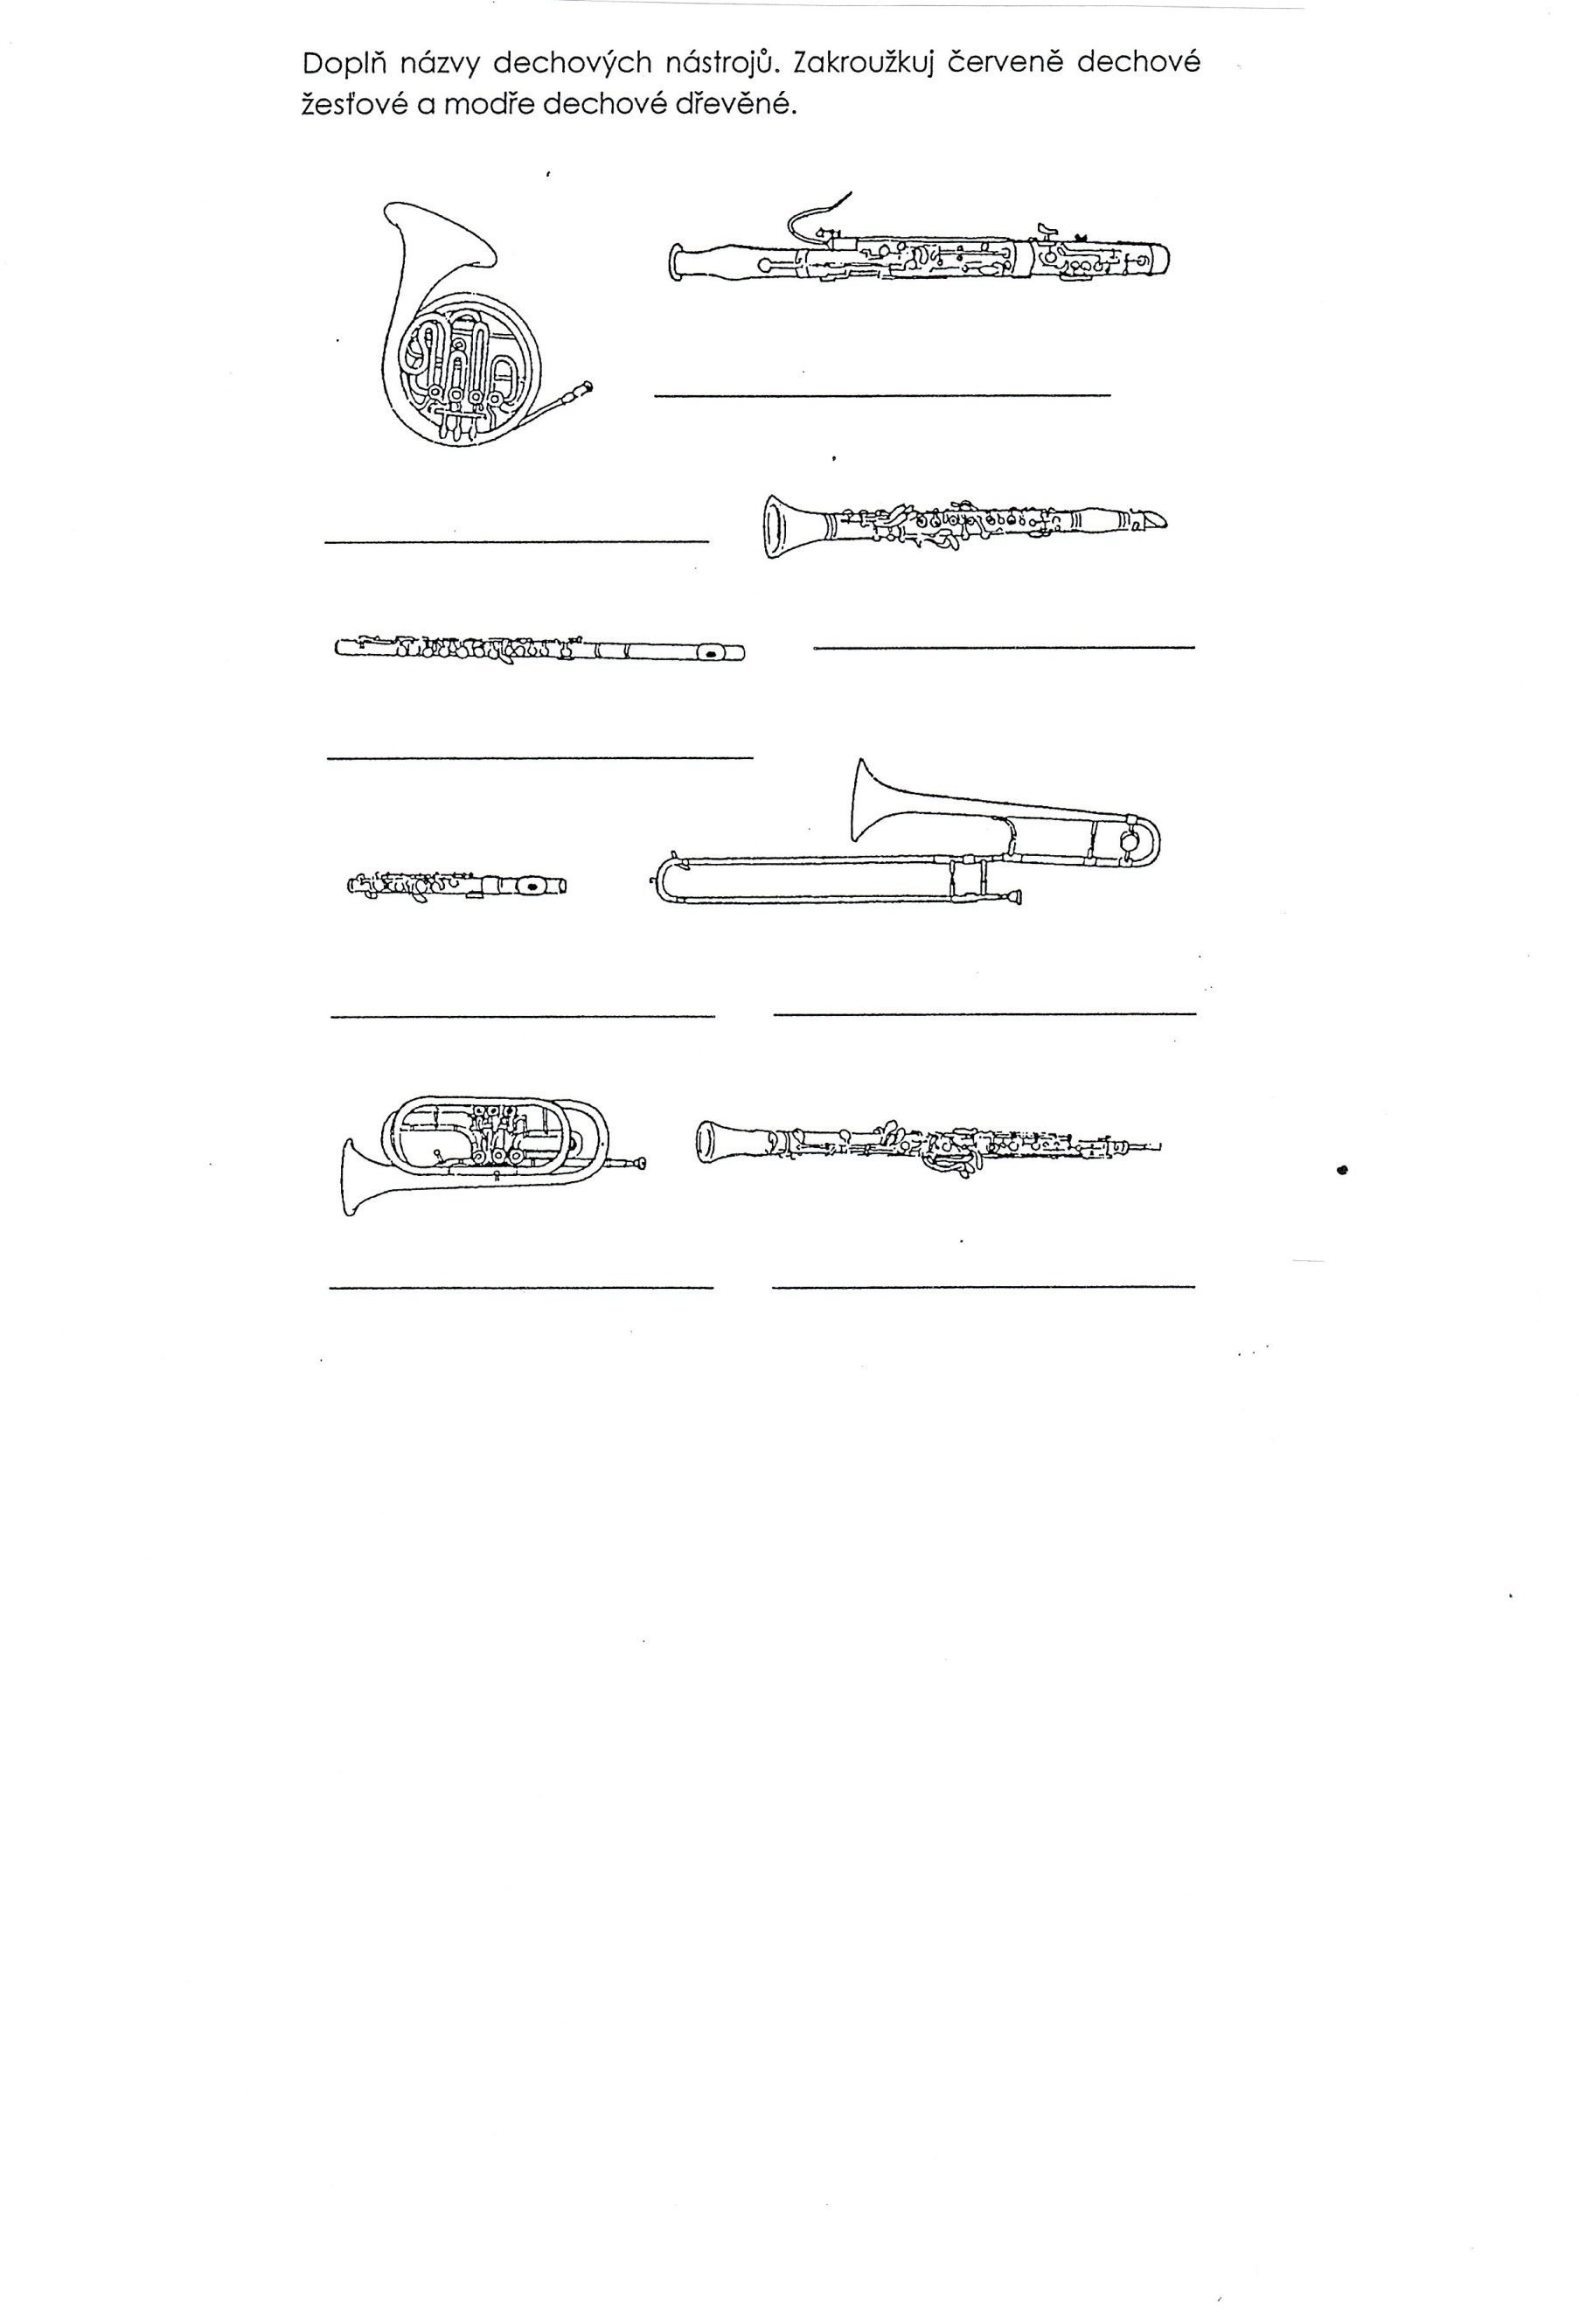 Doplň názvy dechových nástrojů. Zakroužkuj červeně dechové
žesťové a modře dechové dřevěné.